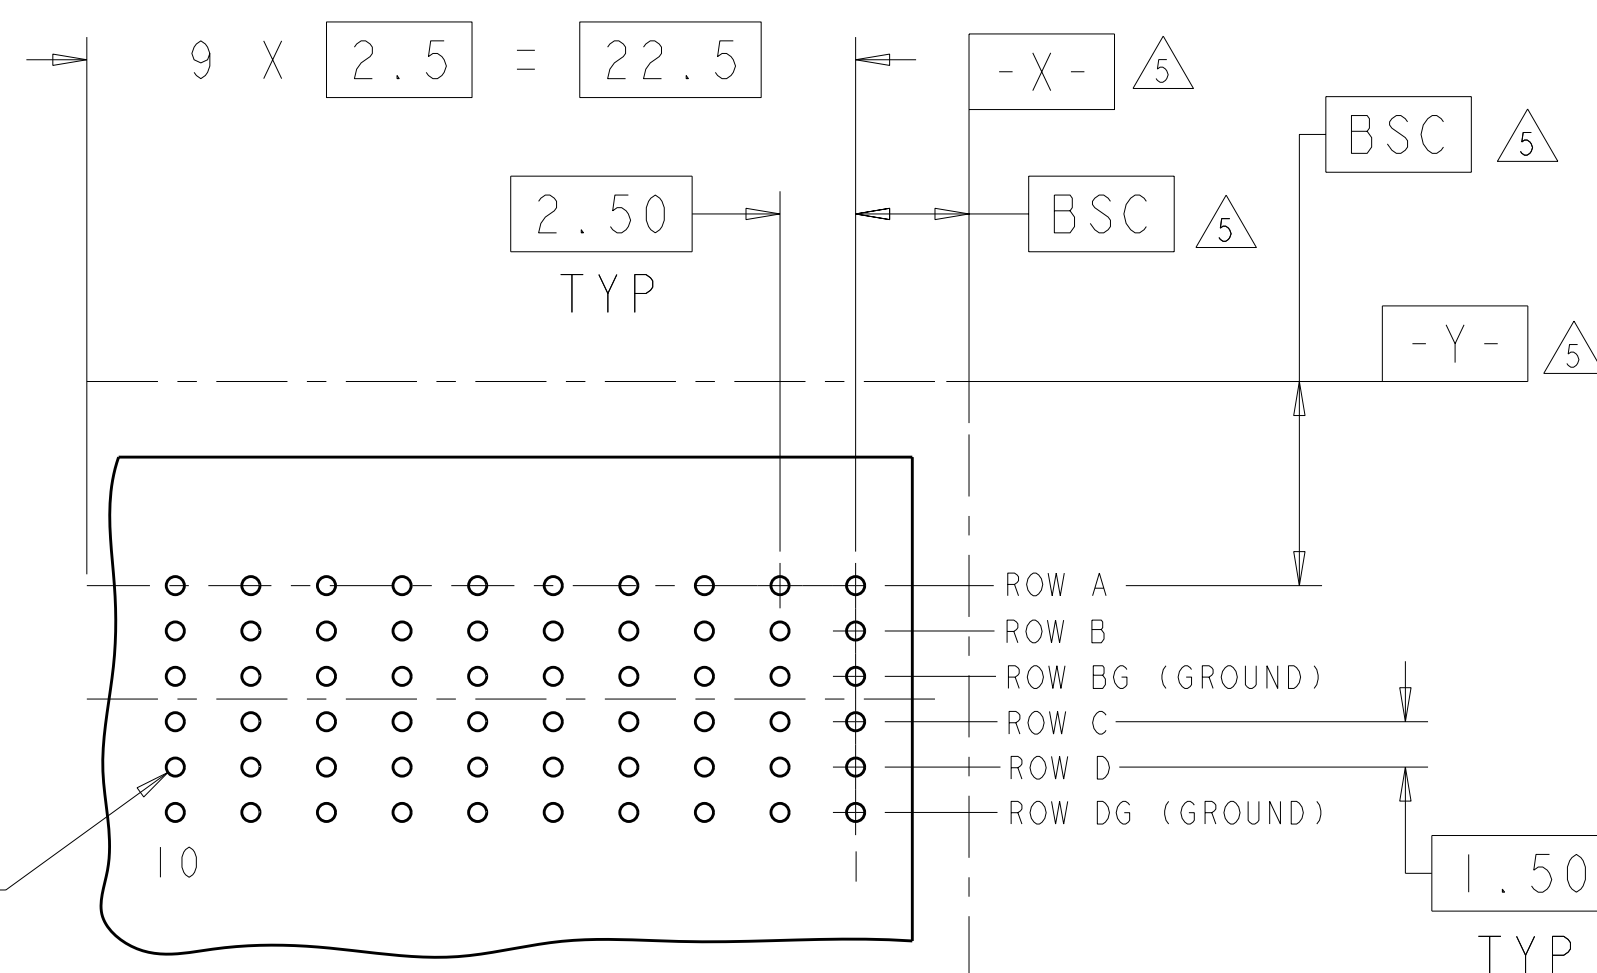 9 X 2.5 = 22.5
-X- 5
BSC 5
2.50
TYP
BSC 5
-Y- 5
ROW A
ROW B
ROW BG (GROUND)
ROW C
ROW D
ROW DG (GROUND)
10
1
1.50
TYP